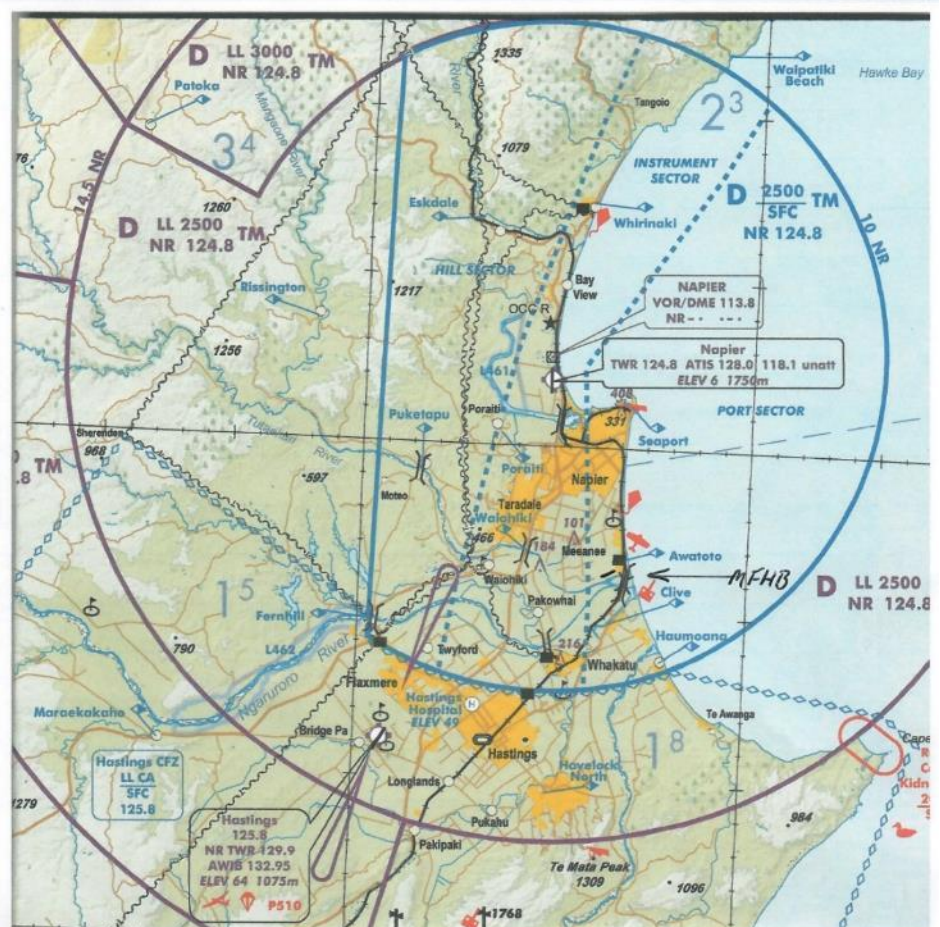 D LL 3000 TM
NR 124.8
Patoka
1335
River
Waipatiki
Beach
Hawke Bay
Tangoio
2³
3⁴
Mangaone River
1079
INSTRUMENT
SECTOR
14.5 NR
D LL 2500 TM
NR 124.8
1260
Eskdale
Whirinaki
D 2500 TM
SFC
NR 124.8
10 NR
HILL SECTOR
Rissington
1217
Bay
View
OCC R
NAPIER
VOR/DME 113.8
NR
1256
L461
Napier
TWR 124.8 ATIS 128.0 118.1 unatt
ELEV 6 1750m
408
331
PORT SECTOR
Puketapu
Poraiti
Seaport
Sherenden
968
TM
.8
Tutaekuri
River
597
Moteo
Poraiti
Napier
Taradale
Waiohiki
466
101
184
Meeanee
Awatoto
Waiohiki
MFHB
1⁵
Pakowhai
Clive
D LL 2500
NR 124.8
Fernhill
L462
River
Ngaruroro
790
Twyford
216
Haumoana
Whakatu
Flaxmere
Hastings
Hospital
ELEV 49
H
Maraekakaho
Bridge Pa
Te Awanga
Cape
Hastings
1⁸
Hastings CFZ
LL CA
SFC
125.8
Longlands
Havelock
North
Kidn
1279
Hastings
125.8
NR TWR 129.9
AWIB 132.95
ELEV 64 1075m
P510
Pukahu
Pakipaki
984
Te Mata Peak
1309
1096
1768